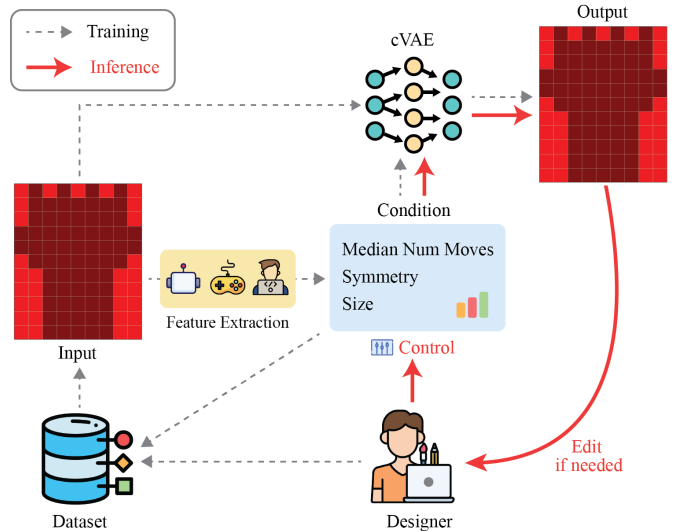 Training
Inference
cVAE
Output
Condition
Median Num Moves
Symmetry
Size
Feature Extraction
Input
Control
Edit
if needed
Dataset
Designer